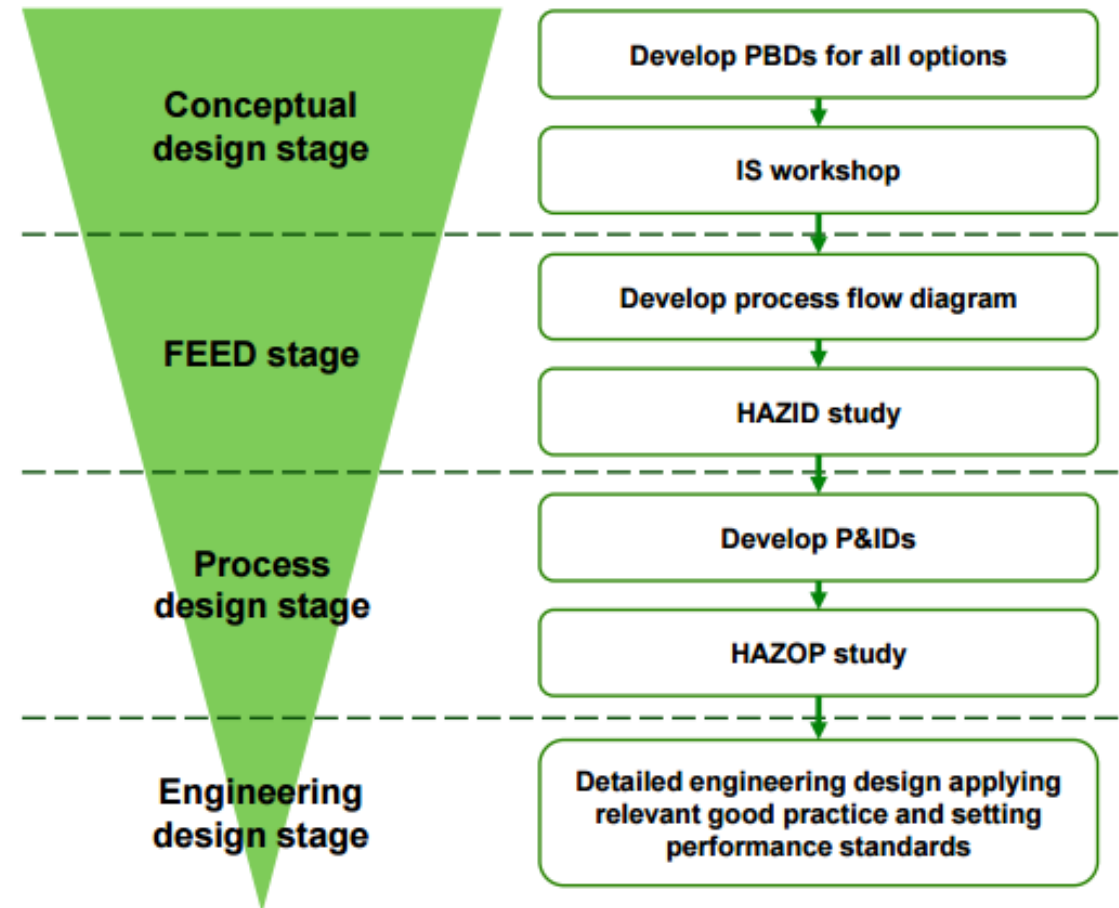 Conceptual
design stage
Develop PBDs for all options
IS workshop
FEED stage
Develop process flow diagram
HAZID study
Process
design stage
Develop P&IDs
HAZOP study
Engineering
design stage
Detailed engineering design applying
relevant good practice and setting
performance standards